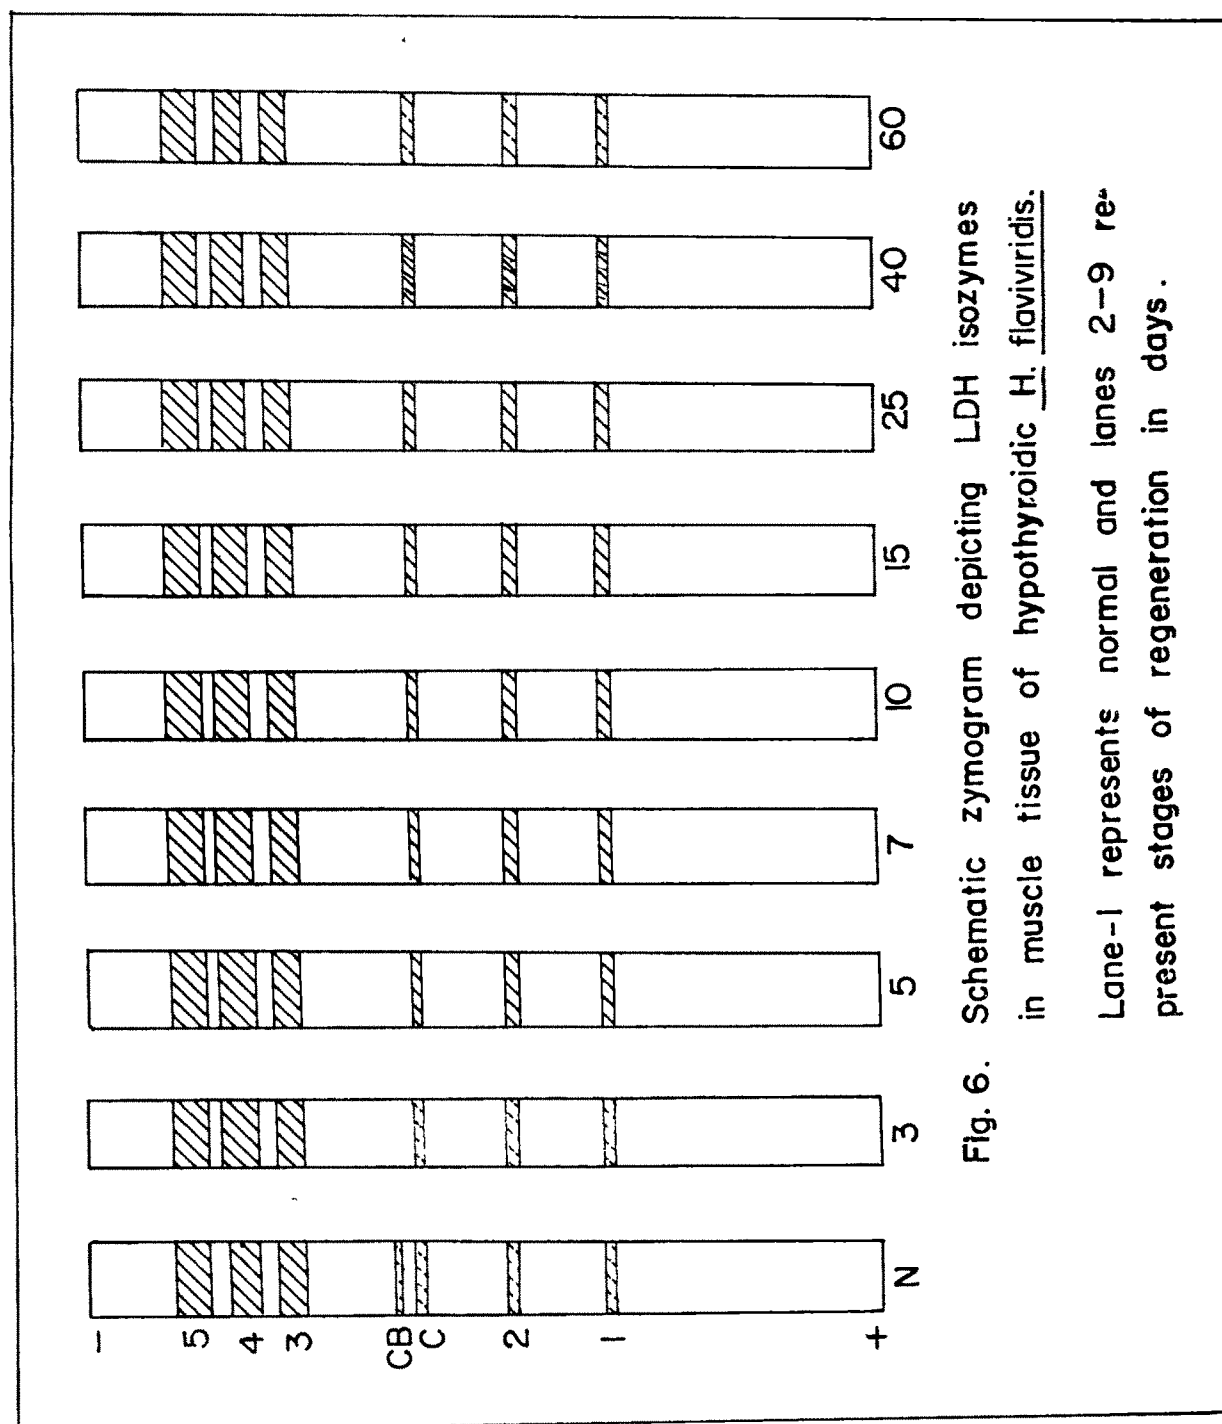 -
5
4
3
CB
C
2
1
+
N
3
5
7
10
15
25
40
60
Fig. 6. Schematic zymogram depicting LDH isozymes
in muscle tissue of hypothyroidic H. flaviviridis.
Lane-1 represents normal and lanes 2-9 re-
present stages of regeneration in days.